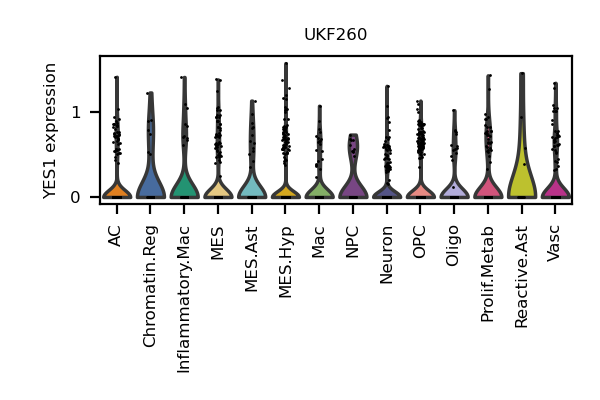 UKF260
YES1 expression
1
0
AC
Chromatin.Reg
Inflammatory.Mac
MES
MES.Ast
MES.Hyp
Mac
NPC
Neuron
OPC
Oligo
Prolif.Metab
Reactive.Ast
Vasc